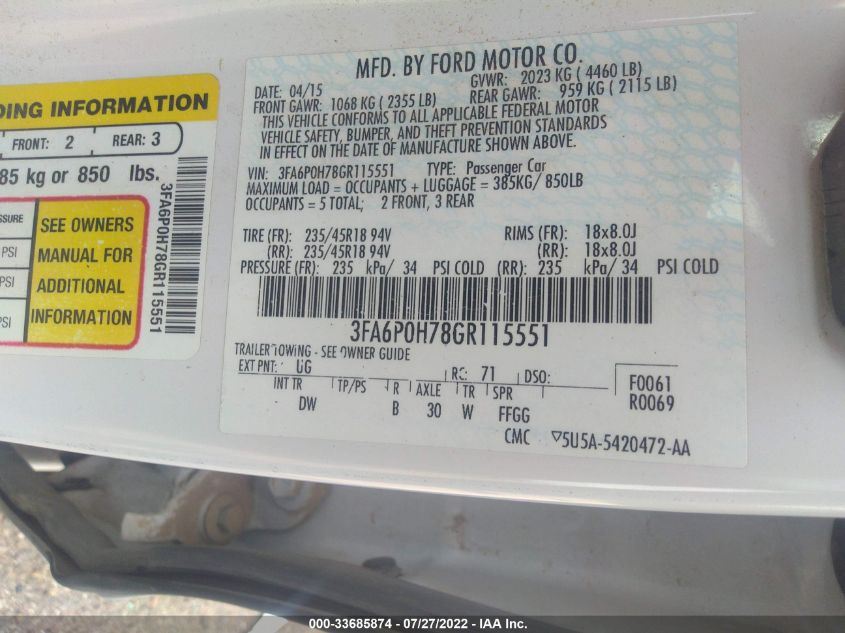 DING INFORMATION
FRONT: 2 REAR: 3
85 kg or 850 lbs.
SSURE
PSI
PSI
PSI
SEE OWNERS
MANUAL FOR
ADDITIONAL
INFORMATION
3FA6P0H78GR115551
MFD. BY FORD MOTOR CO.
DATE: 04/15 GVWR: 2023 KG ( 4460 LB)
FRONT GAWR: 1068 KG ( 2355 LB) REAR GAWR: 959 KG ( 2115 LB)
THIS VEHICLE CONFORMS TO ALL APPLICABLE FEDERAL MOTOR
VEHICLE SAFETY, BUMPER, AND THEFT PREVENTION STANDARDS
IN EFFECT ON THE DATE OF MANUFACTURE SHOWN ABOVE.
VIN: 3FA6P0H78GR115551 TYPE: Passenger Car
MAXIMUM LOAD = OCCUPANTS + LUGGAGE = 385KG/ 850LB
OCCUPANTS = 5 TOTAL; 2 FRONT, 3 REAR
TIRE (FR): 235/45R18 94V RIMS (FR): 18x8.0J
(RR): 235/45R18 94V (RR): 18x8.0J
PRESSURE (FR): 235 kPa/ 34 PSI COLD (RR): 235 kPa/ 34 PSI COLD
3FA6P0H78GR115551
TRAILER TOWING - SEE OWNER GUIDE
EXT PNT: UG RC: 71 DSO:
INT TR TP/PS R AXLE TR SPR
DW B 30 W FFGG
F0061
R0069
CMC ▽5U5A-5420472-AA
000-33685874 / 07/27/2022 - IAA Inc.